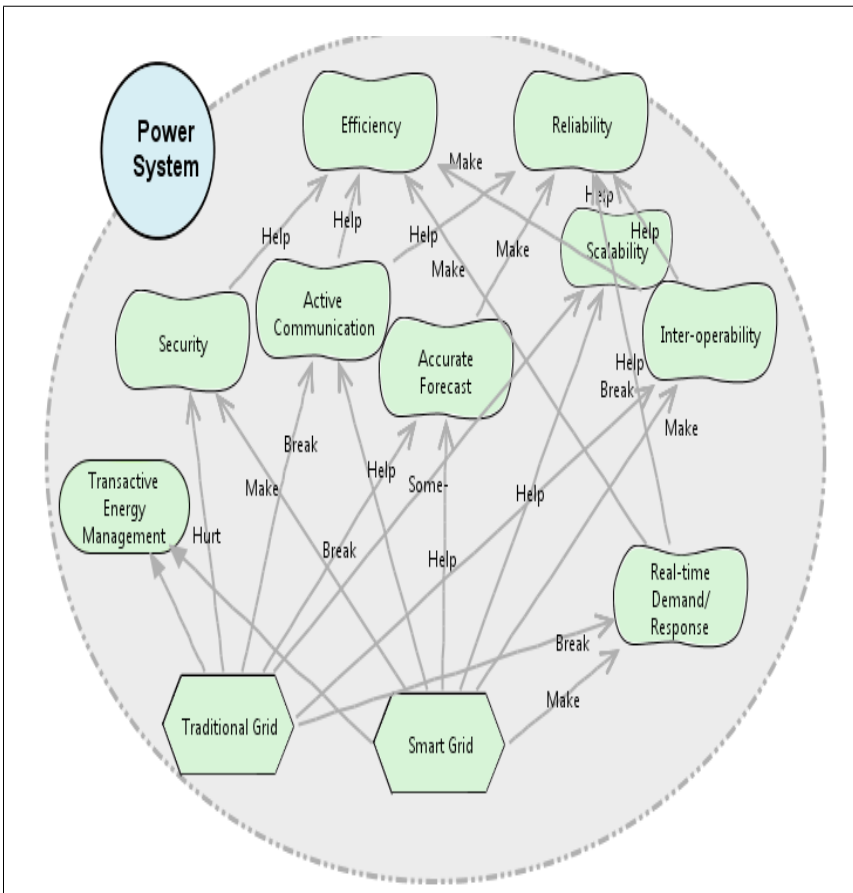 Power
System
Efficiency
Reliability
Make
Help
Help
Help
Help
Help
Make
Make
Scalability
Security
Active
Communication
Accurate
Forecast
Inter-operability
Help
Break
Make
Break
Help
Make
Some-
Help
Transactive
Energy
Management
Hurt
Break
Help
Real-time
Demand/
Response
Break
Make
Traditional Grid
Smart Grid